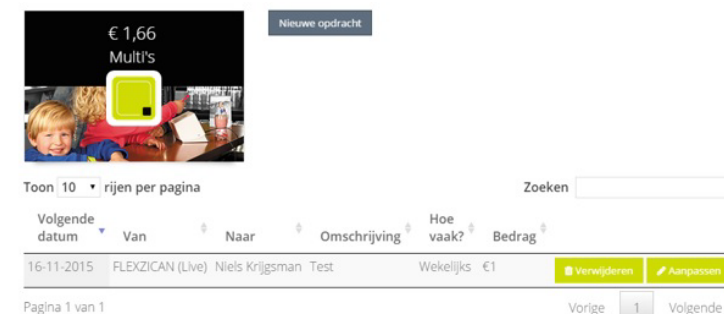 € 1,66
Multi's
Nieuwe opdracht
Toon 10 rijen per pagina
Zoeken
Volgende datum Van Naar Omschrijving Hoe vaak? Bedrag
16-11-2015 FLEXZICAN (Live) Niels Krijgsman Test Wekelijks €1 Verwijderen Aanpassen
Pagina 1 van 1
Vorige 1 Volgende